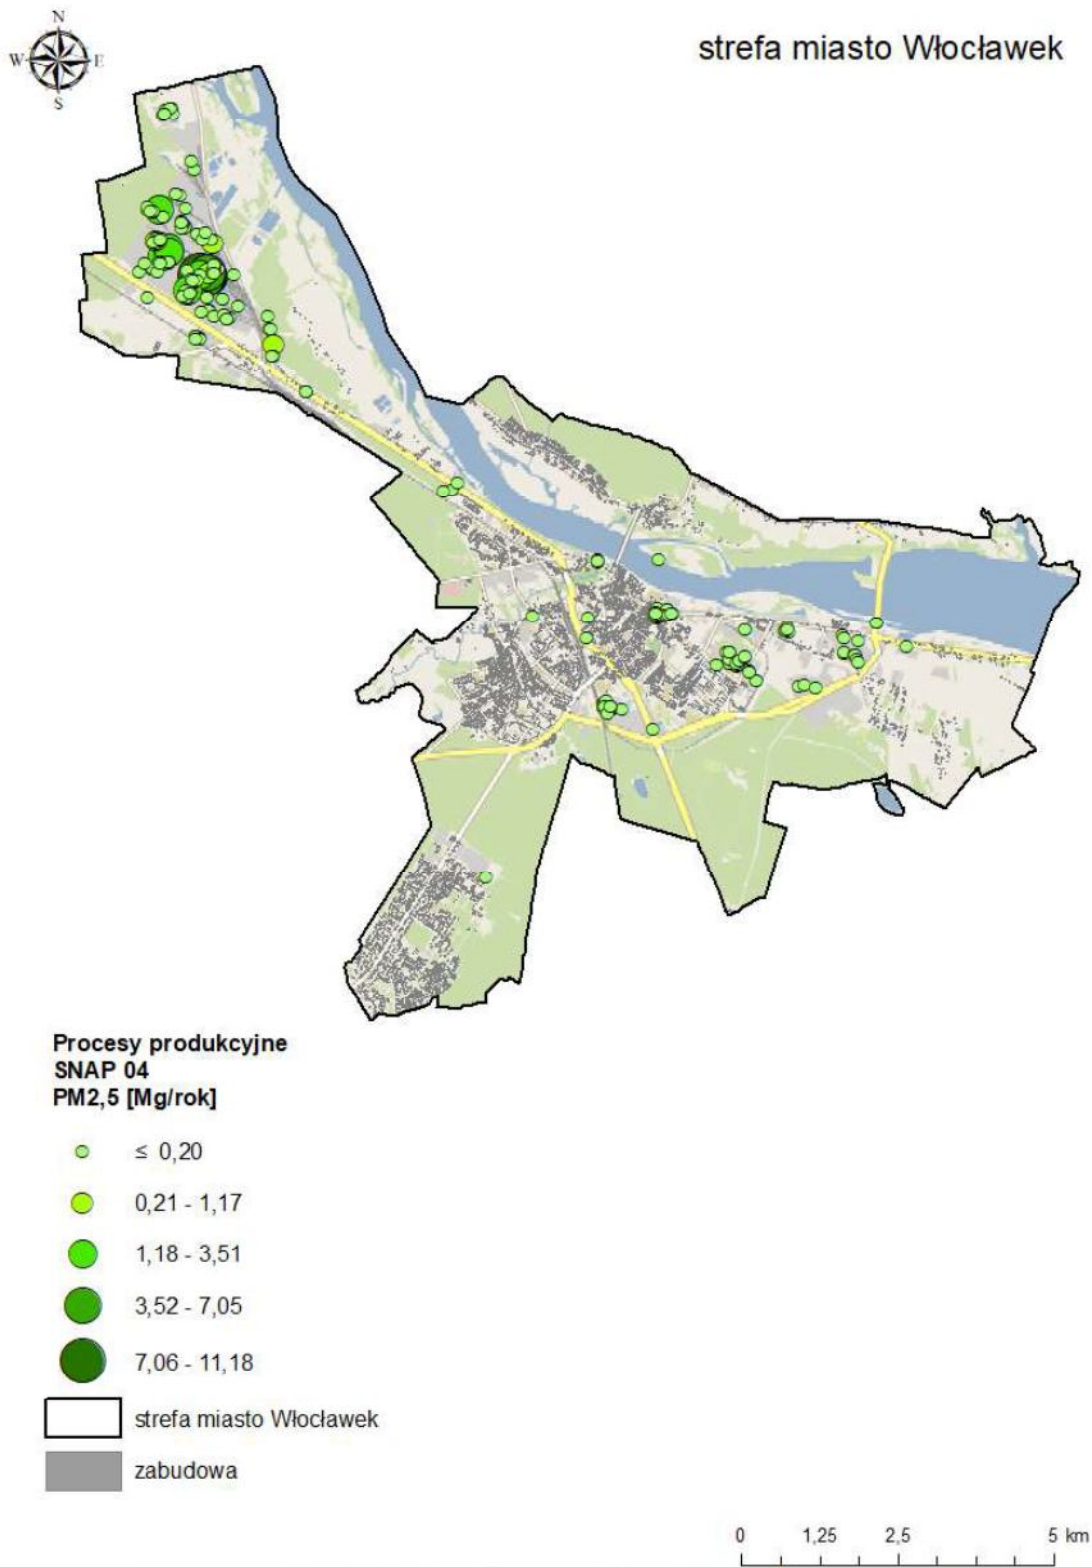 N
W E
S
strefa miasto Włocławek
Procesy produkcyjne
SNAP 04
PM2,5 [Mg/rok]
≤ 0,20
0,21 - 1,17
1,18 - 3,51
3,52 - 7,05
7,06 - 11,18
strefa miasto Włocławek
zabudowa
0 1,25 2,5 5 km